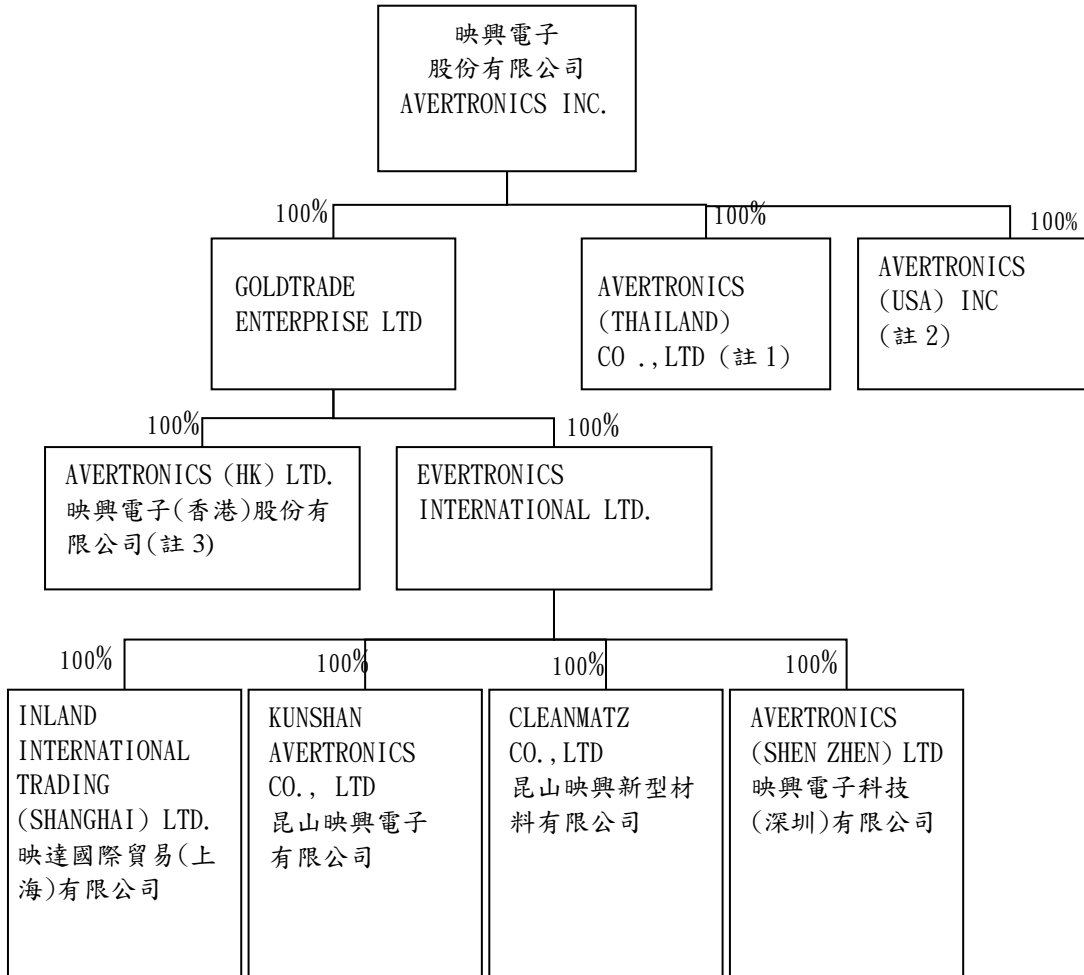 映興電子
股份有限公司
AVERTRONICS INC.
100%
100%
100%
GOLDTRADE
ENTERPRISE LTD
AVERTRONICS
(THAILAND)
CO .,LTD (註 1)
AVERTRONICS
(USA) INC
(註 2)
100%
100%
AVERTRONICS (HK) LTD.
映興電子(香港)股份有
限公司(註 3)
EVERTRONICS
INTERNATIONAL LTD.
100%
100%
100%
100%
INLAND
INTERNATIONAL
TRADING
(SHANGHAI) LTD.
映達國際貿易(上
海)有限公司
KUNSHAN
AVERTRONICS
CO., LTD
昆山映興電子
有限公司
CLEANMATZ
CO.,LTD
昆山映興新型材
料有限公司
AVERTRONICS
(SHEN ZHEN) LTD
映興電子科技
(深圳)有限公司